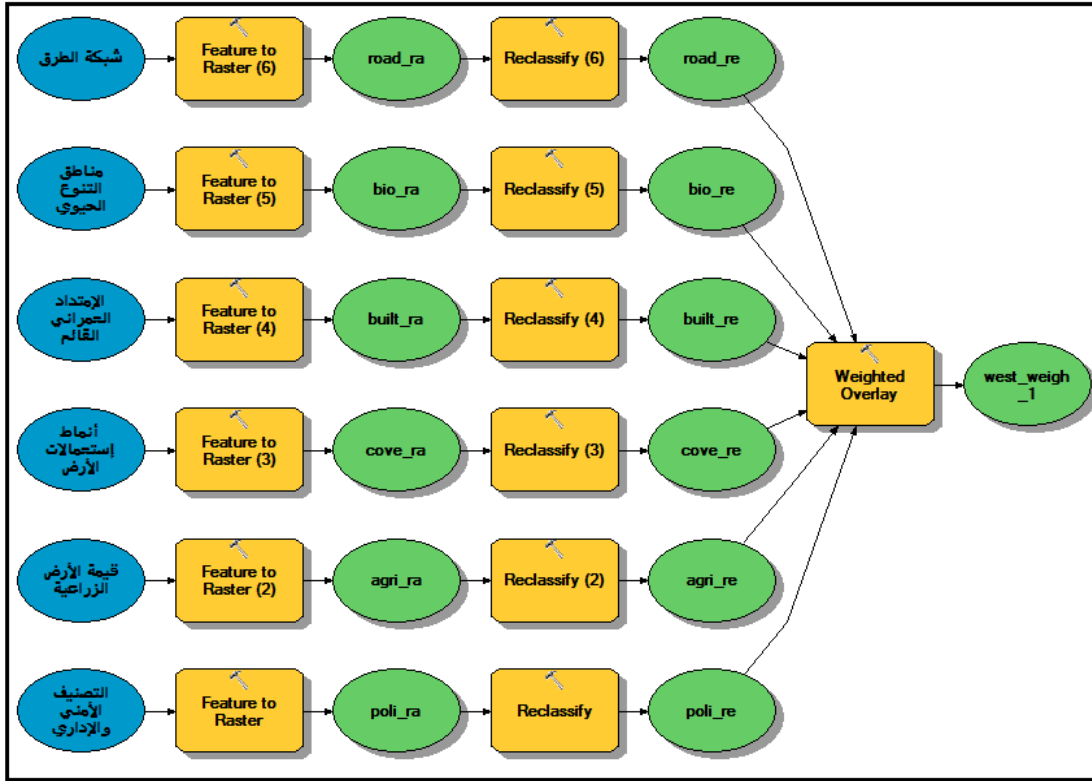 شبكة الطرق
Feature to
Raster (6)
road_ra
Reclassify (6)
road_re
مناطق
التنوع
الحيوي
Feature to
Raster (5)
bio_ra
Reclassify (5)
bio_re
الإمتداد
العمراني
القائم
Feature to
Raster (4)
built_ra
Reclassify (4)
built_re
Weighted
Overlay
west_weigh
_1
أنماط
إستعمالات
الأرض
Feature to
Raster (3)
cove_ra
Reclassify (3)
cove_re
قيمة الأرض
الزراعية
Feature to
Raster (2)
agri_ra
Reclassify (2)
agri_re
التصنيف
الأمني
والإداري
Feature to
Raster
poli_ra
Reclassify
poli_re